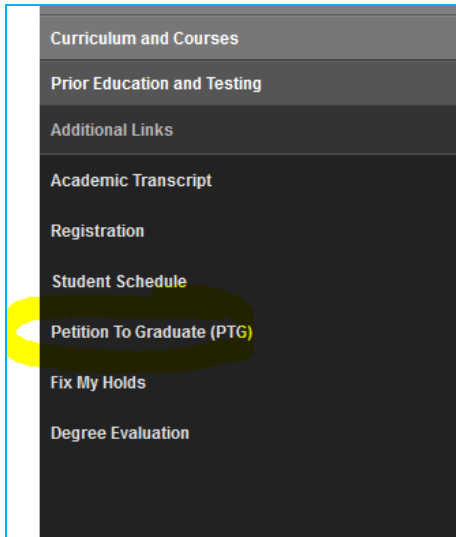 Curriculum and Courses
Prior Education and Testing
Additional Links
Academic Transcript
Registration
Student Schedule
Petition To Graduate (PTG)
Fix My Holds
Degree Evaluation